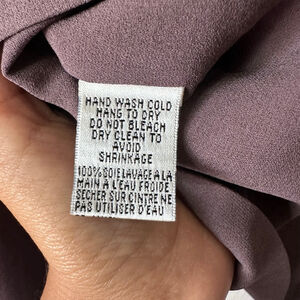 HAND WASH COLD
HANG TO DRY
DO NOT BLEACH
DRY CLEAN TO
AVOID
SHRINKAGE
100% SOIE LAVAGE A LA
MAIN A L'EAU FROIDE
SECHER SUR CINTRE NE
PAS UTILISER D'EAU